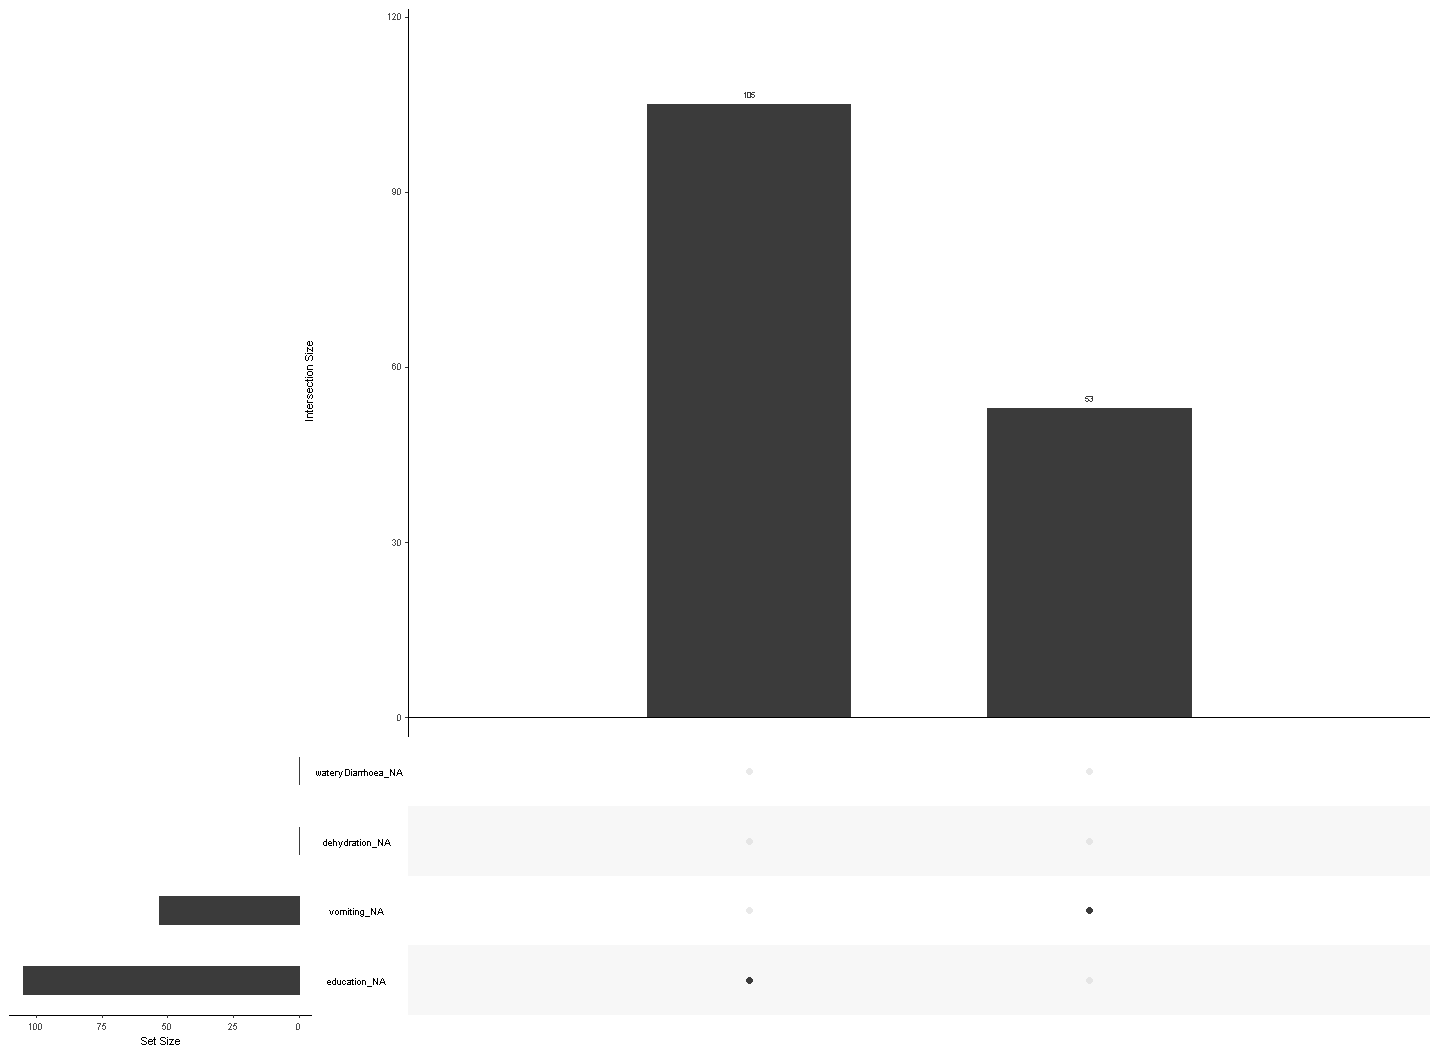 120
105
90
Intersection Size
60
53
30
0
wateryDiarrhoea_NA
dehydration_NA
vomiting_NA
education_NA
100 75 50 25 0
Set Size